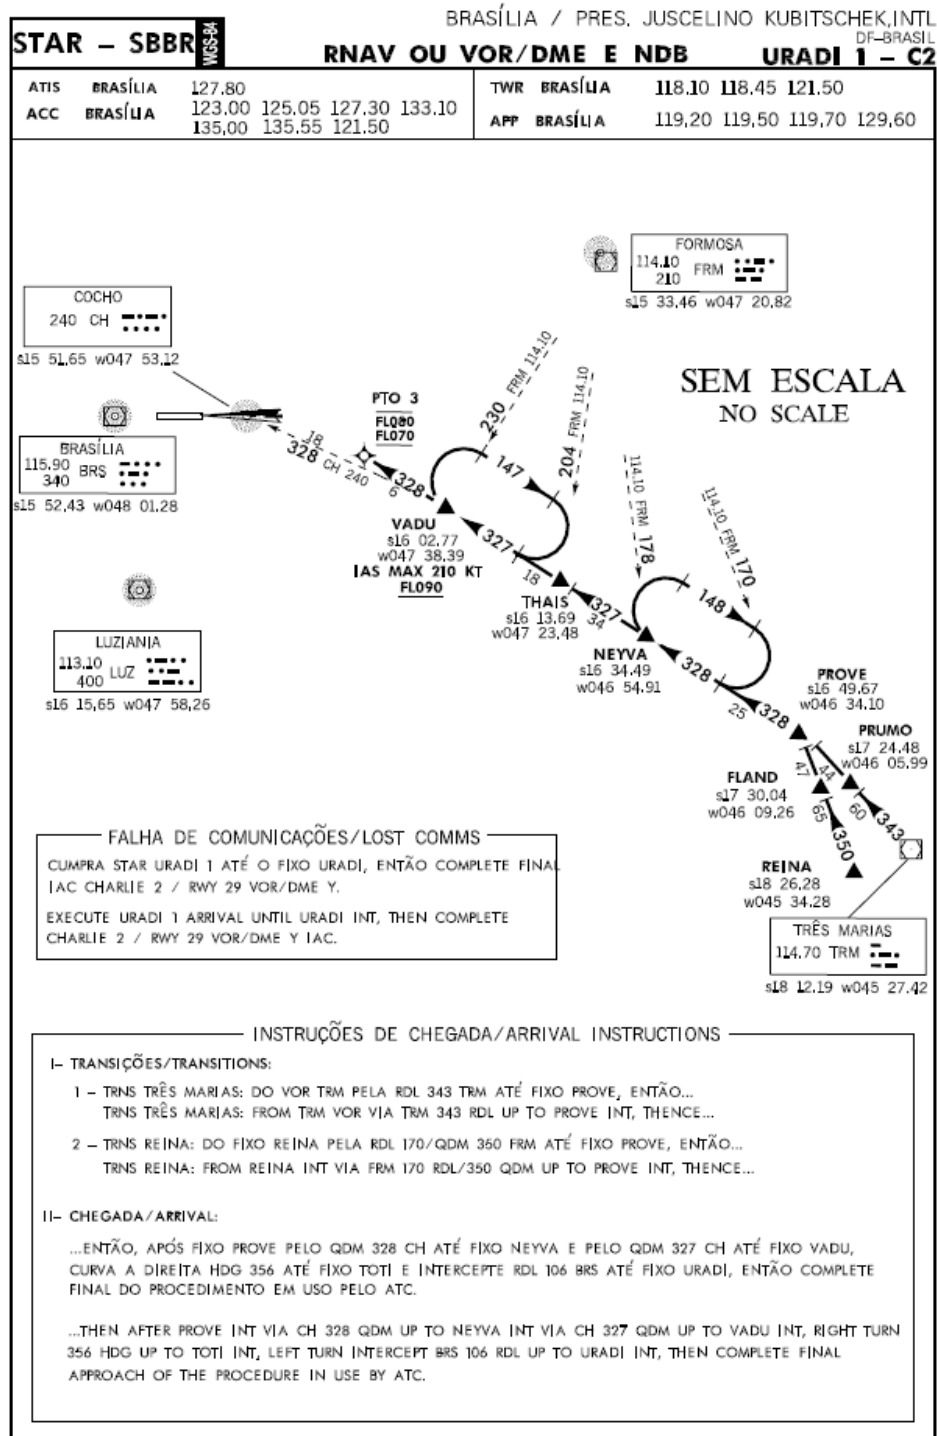 BRASÍLIA / PRES. JUSCELINO KUBITSCHEK,INTL
DF-BRASIL
STAR - SBBR
WGS-84
RNAV OU VOR/DME E NDB
URADI 1 - C2
ATIS BRASÍLIA 127.80
ACC BRASÍLIA 123.00 125.05 127.30 133.10
135,00 135.55 121.50
TWR BRASÍLIA 118.10 118.45 121.50
APP BRASÍLIA 119,20 119,50 119,70 129,60
FORMOSA
114.10
210 FRM
s15 33.46 w047 20.82
COCHO
240 CH
s15 51.65 w047 53.12
SEM ESCALA
NO SCALE
PTO 3
FL080
FL070
230 FRM 114.10
204 FRM 114.10
147
18
328 CH 240
6
328
BRASÍLIA
115.90
340 BRS
s15 52.43 w048 01.28
VADU
s16 02.77
w047 38.39
IAS MAX 210 KT
FL090
327
18
114.10 FRM 178
114.10 FRM 170
148
THAIS
s16 13.69
w047 23.48
327
34
NEYVA
s16 34.49
w046 54.91
328
25
328
LUZIANIA
113.10
400 LUZ
s16 15,65 w047 58,26
PROVE
s16 49.67
w046 34.10
PRUMO
s17 24.48
w046 05.99
47
44
FLAND
s17 30.04
w046 09.26
65
60
350
343
REINA
s18 26.28
w045 34.28
TRÊS MARIAS
114.70 TRM
s18 12.19 w045 27.42
FALHA DE COMUNICAÇÕES/LOST COMMS
CUMPRA STAR URADI 1 ATÉ O FIXO URADI, ENTÃO COMPLETE FINAL
IAC CHARLIE 2 / RWY 29 VOR/DME Y.
EXECUTE URADI 1 ARRIVAL UNTIL URADI INT, THEN COMPLETE
CHARLIE 2 / RWY 29 VOR/DME Y IAC.
INSTRUÇÕES DE CHEGADA/ARRIVAL INSTRUCTIONS
I- TRANSIÇÕES/TRANSITIONS:
1 - TRNS TRÊS MARIAS: DO VOR TRM PELA RDL 343 TRM ATÉ FIXO PROVE, ENTÃO...
TRNS TRÊS MARIAS: FROM TRM VOR VIA TRM 343 RDL UP TO PROVE INT, THENCE...
2 - TRNS REINA: DO FIXO REINA PELA RDL 170/QDM 350 FRM ATÉ FIXO PROVE, ENTÃO...
TRNS REINA: FROM REINA INT VIA FRM 170 RDL/350 QDM UP TO PROVE INT, THENCE...
II- CHEGADA/ARRIVAL:
...ENTÃO, APÓS FIXO PROVE PELO QDM 328 CH ATÉ FIXO NEYVA E PELO QDM 327 CH ATÉ FIXO VADU,
CURVA A DIREITA HDG 356 ATÉ FIXO TOTI E INTERCEPTE RDL 106 BRS ATÉ FIXO URADI, ENTÃO COMPLETE
FINAL DO PROCEDIMENTO EM USO PELO ATC.
...THEN AFTER PROVE INT VIA CH 328 QDM UP TO NEYVA INT VIA CH 327 QDM UP TO VADU INT, RIGHT TURN
356 HDG UP TO TOTI INT, LEFT TURN INTERCEPT BRS 106 RDL UP TO URADI INT, THEN COMPLETE FINAL
APPROACH OF THE PROCEDURE IN USE BY ATC.